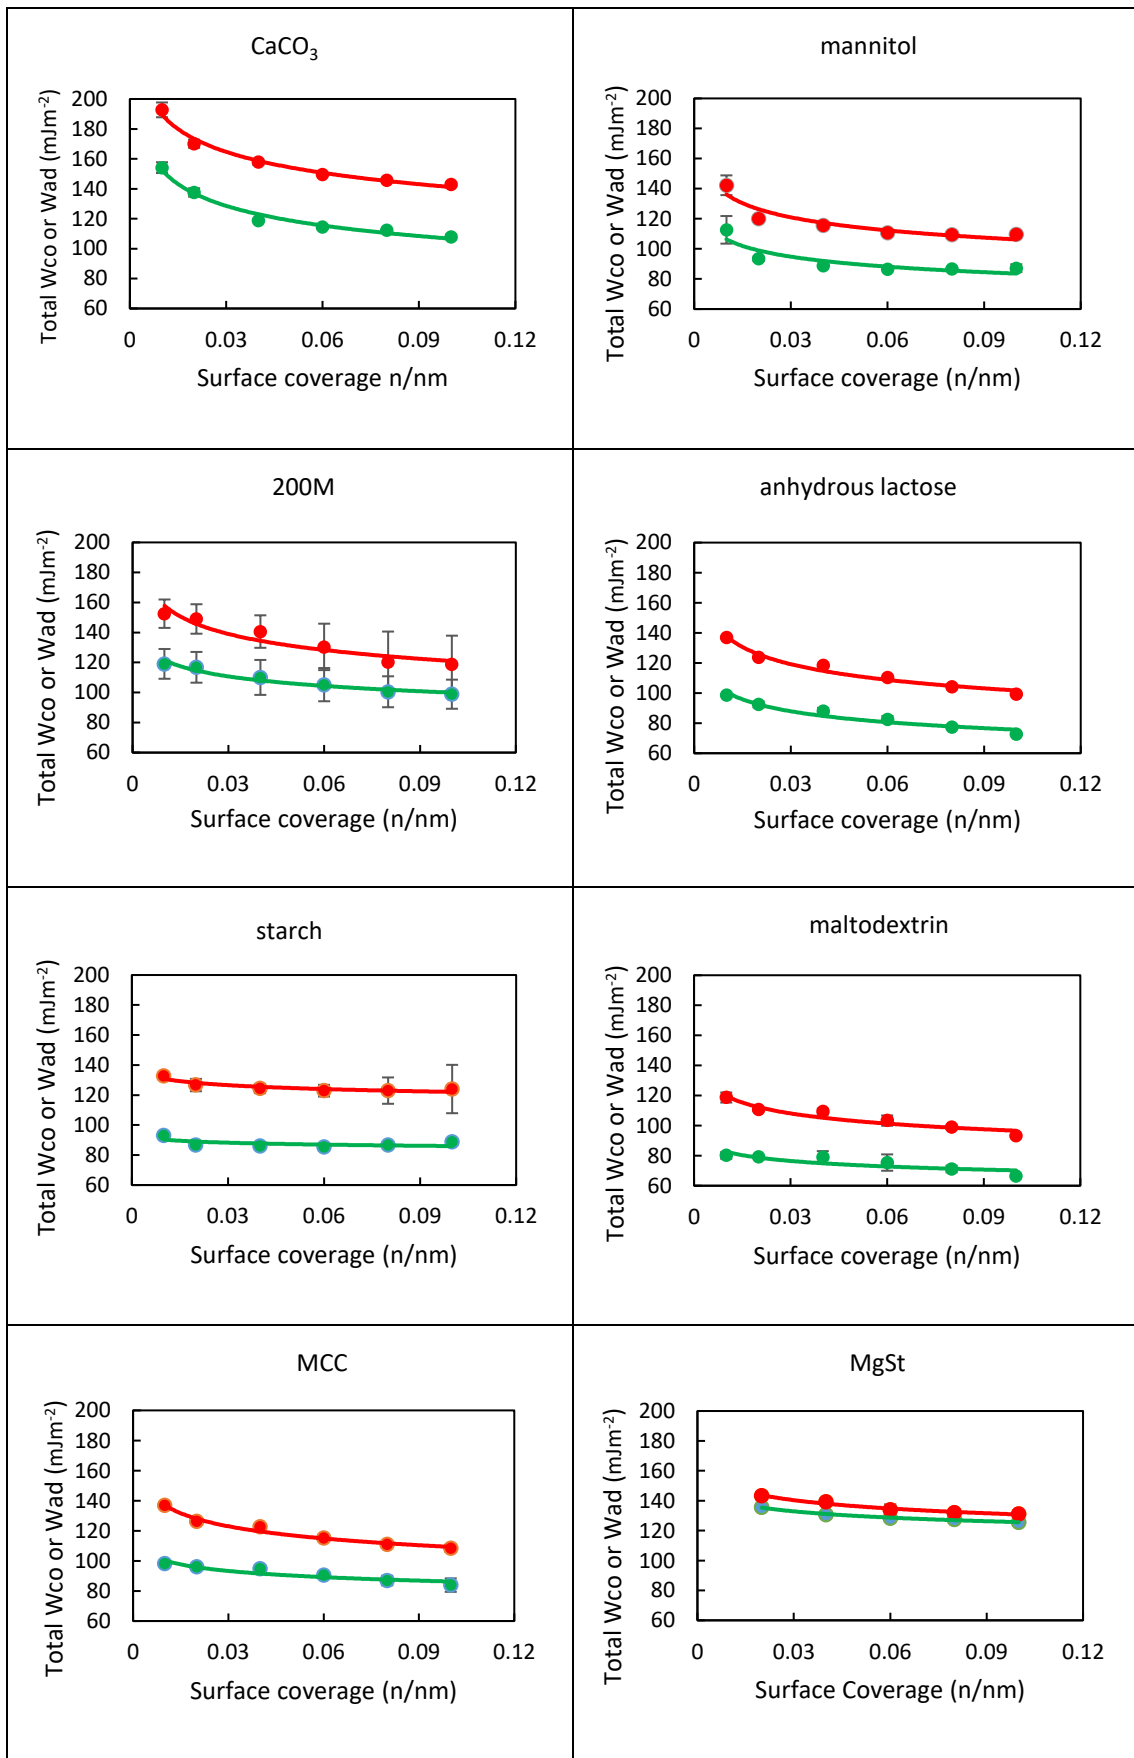 CaCO₃
Total Wco or Wad (mJm⁻²)
200
180
160
140
120
100
80
60
0 0.03 0.06 0.09 0.12
Surface coverage n/nm
mannitol
Total Wco or Wad (mJm⁻²)
200
180
160
140
120
100
80
60
0 0.03 0.06 0.09 0.12
Surface coverage (n/nm)
200M
Total Wco or Wad (mJm⁻²)
200
180
160
140
120
100
80
60
0 0.03 0.06 0.09 0.12
Surface coverage (n/nm)
anhydrous lactose
Total Wco or Wad (mJm⁻²)
200
180
160
140
120
100
80
60
0 0.03 0.06 0.09 0.12
Surface coverage (n/nm)
starch
Total Wco or Wad (mJm⁻²)
200
180
160
140
120
100
80
60
0 0.03 0.06 0.09 0.12
Surface coverage (n/nm)
maltodextrin
Total Wco or Wad (mJm⁻²)
200
180
160
140
120
100
80
60
0 0.03 0.06 0.09 0.12
Surface coverage (n/nm)
MCC
Total Wco or Wad (mJm⁻²)
200
180
160
140
120
100
80
60
0 0.03 0.06 0.09 0.12
Surface coverage (n/nm)
MgSt
Total Wco or Wad (mJm⁻²)
200
180
160
140
120
100
80
60
0 0.03 0.06 0.09 0.12
Surface Coverage (n/nm)